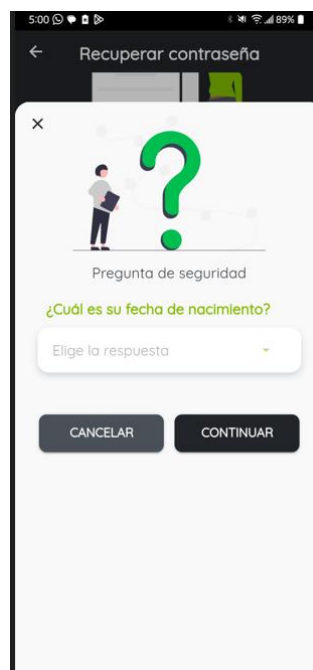 5:00 89%
Recuperar contraseña
Pregunta de seguridad
¿Cuál es su fecha de nacimiento?
Elige la respuesta
CANCELAR CONTINUAR